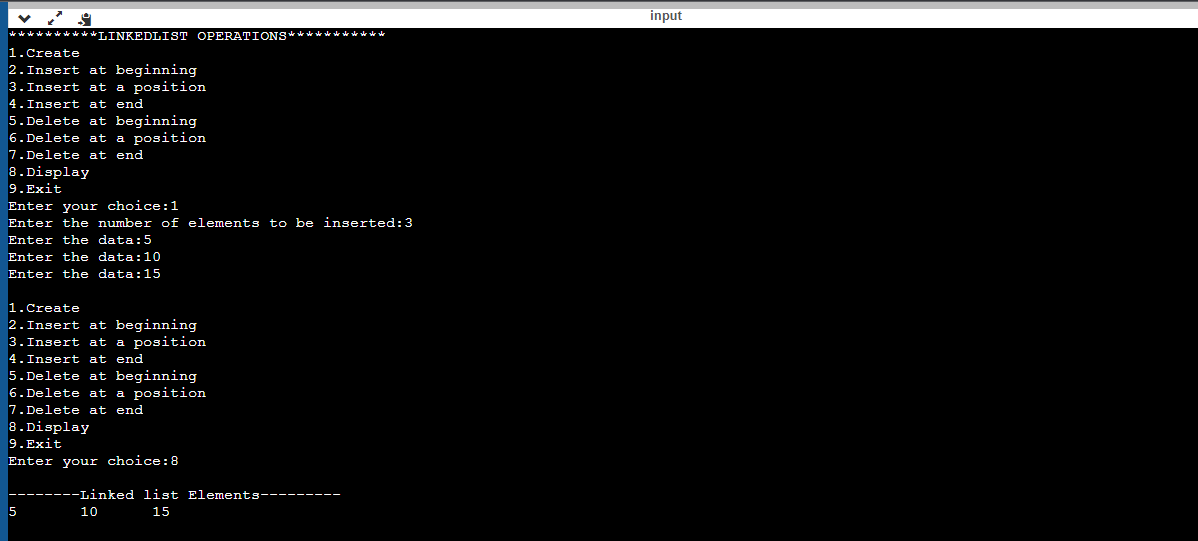 input
**********LINKEDLIST OPERATIONS***********
1.Create
2.Insert at beginning
3.Insert at a position
4.Insert at end
5.Delete at beginning
6.Delete at a position
7.Delete at end
8.Display
9.Exit
Enter your choice:1
Enter the number of elements to be inserted:3
Enter the data:5
Enter the data:10
Enter the data:15
1.Create
2.Insert at beginning
3.Insert at a position
4.Insert at end
5.Delete at beginning
6.Delete at a position
7.Delete at end
8.Display
9.Exit
Enter your choice:8
--------Linked list Elements---------
5 10 15